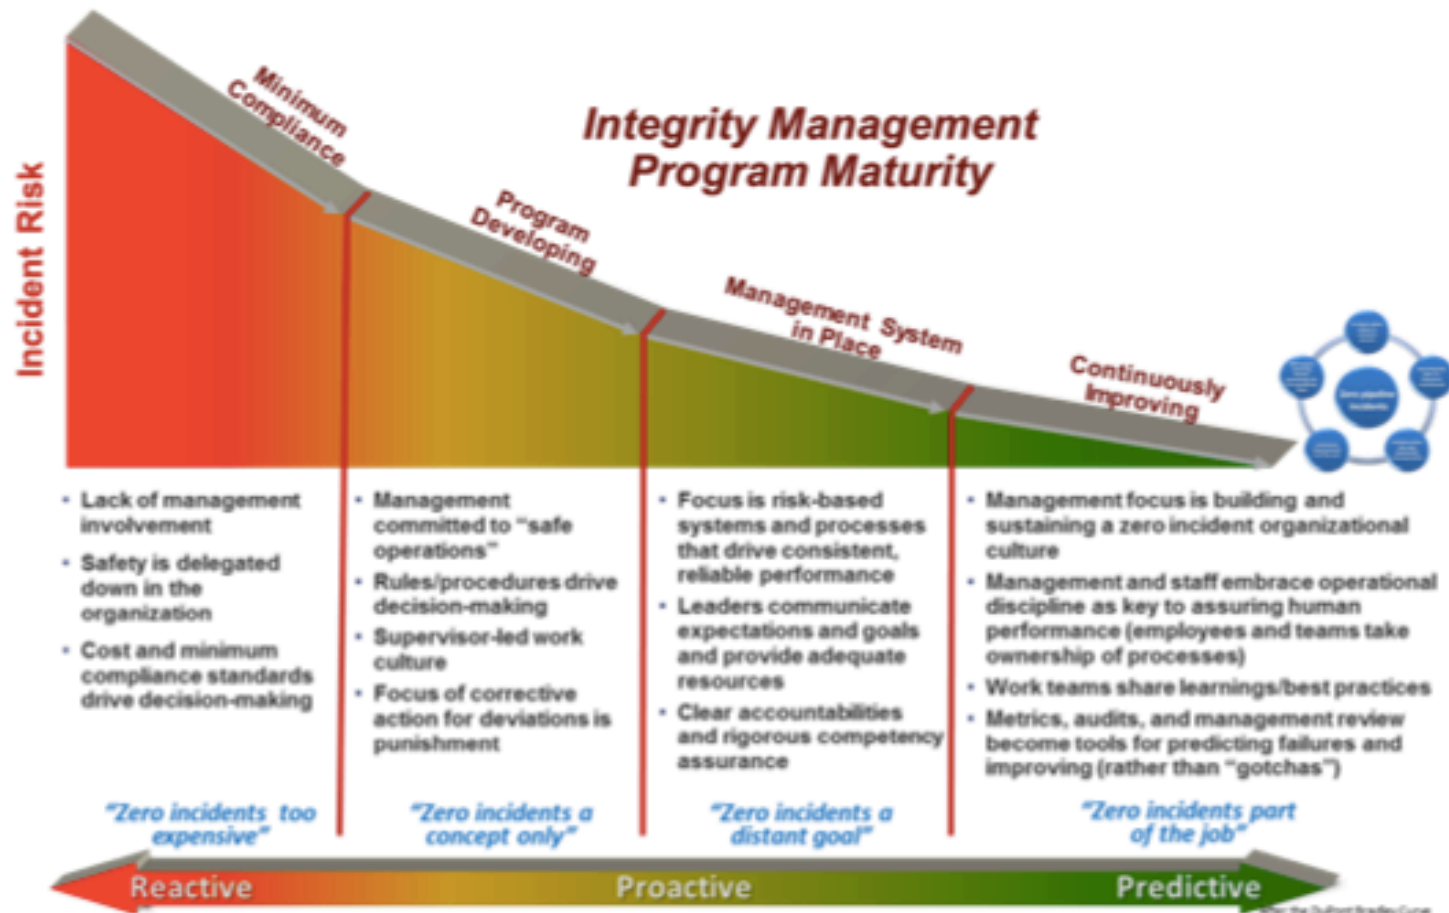 Integrity Management
Program Maturity
Incident Risk
Minimum
Compliance
Program
Developing
Management System
in Place
Continuously
Improving
Zero pipeline
incidents
• Lack of management
involvement
• Safety is delegated
down in the
organization
• Cost and minimum
compliance standards
drive decision-making
"Zero incidents too
expensive"
• Management
committed to "safe
operations"
• Rules/procedures drive
decision-making
• Supervisor-led work
culture
• Focus of corrective
action for deviations is
punishment
"Zero incidents a
concept only"
• Focus is risk-based
systems and processes
that drive consistent,
reliable performance
• Leaders communicate
expectations and goals
and provide adequate
resources
• Clear accountabilities
and rigorous competency
assurance
"Zero incidents a
distant goal"
• Management focus is building and
sustaining a zero incident organizational
culture
• Management and staff embrace operational
discipline as key to assuring human
performance (employees and teams take
ownership of processes)
• Work teams share learnings/best practices
• Metrics, audits, and management review
become tools for predicting failures and
improving (rather than "gotchas")
"Zero incidents part
of the job"
Reactive
Proactive
Predictive